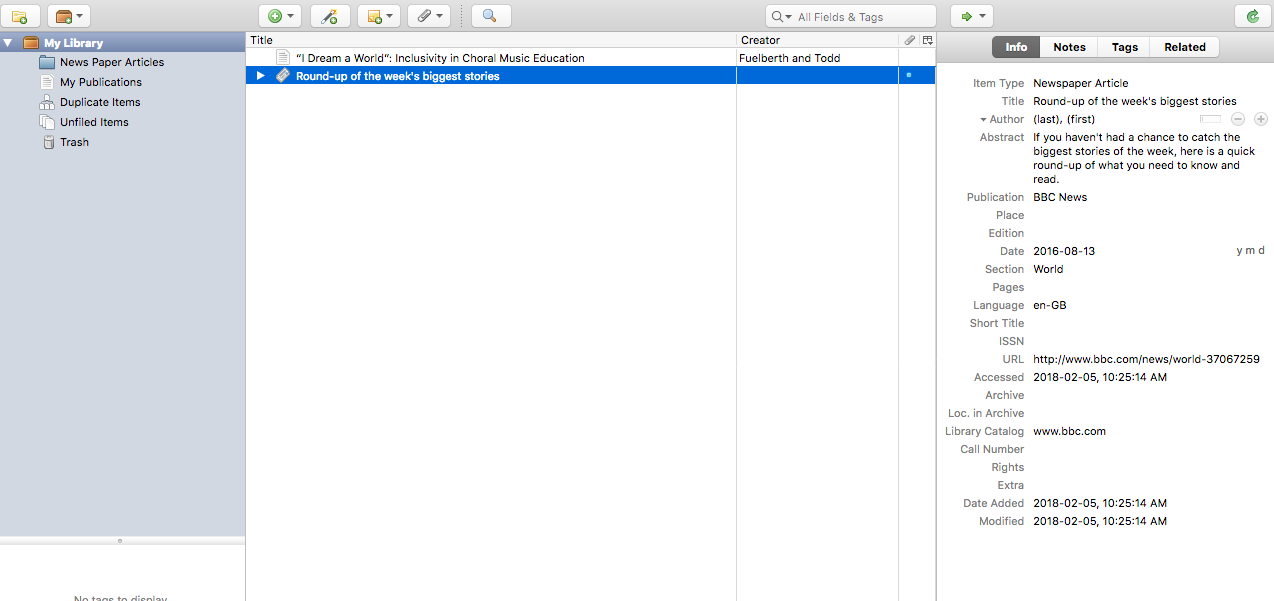 All Fields & Tags
My Library
News Paper Articles
My Publications
Duplicate Items
Unfiled Items
Trash
No tags to display
Title Creator
“I Dream a World”: Inclusivity in Choral Music Education Fuelberth and Todd
Round-up of the week's biggest stories
Info Notes Tags Related
Item Type Newspaper Article
Title Round-up of the week's biggest stories
Author (last), (first)
Abstract If you haven't had a chance to catch the
biggest stories of the week, here is a quick
round-up of what you need to know and
read.
Publication BBC News
Place
Edition
Date 2016-08-13 y m d
Section World
Pages
Language en-GB
Short Title
ISSN
URL http://www.bbc.com/news/world-37067259
Accessed 2018-02-05, 10:25:14 AM
Archive
Loc. in Archive
Library Catalog www.bbc.com
Call Number
Rights
Extra
Date Added 2018-02-05, 10:25:14 AM
Modified 2018-02-05, 10:25:14 AM